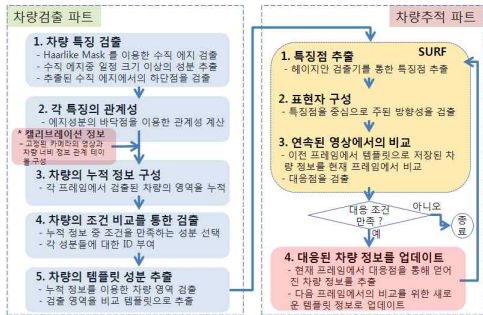 차량검출 파트
1. 차량 특징 검출
- Haarlike Mask 를 이용한 수직 에지 검출
- 수직 에지중 일정 크기 이상의 성분 추출
- 추출된 수직 에지에서의 하단점을 검출
2. 각 특징의 관계성
- 에지성분의 바닥점을 이용한 관계성 계산
* 캘리브레이션 정보
- 고정된 카메라의 영상과
차량 너비 정보 관계 테이
블 구성
3. 차량의 누적 정보 구성
- 각 프레임에서 검출된 차량의 영역을 누적
4. 차량의 조건 비교를 통한 검출
- 누적 정보 중 조건을 만족하는 성분 선택
- 각 성분들에 대한 ID 부여
5. 차량의 템플릿 성분 추출
- 누적 정보를 이용한 차량 영역 검출
- 검출 영역을 비교 템플릿으로 추출
차량추적 파트
SURF
1. 특징점 추출
- 헤이지안 검출기를 통한 특징점 추출
2. 표현자 구성
- 특징점을 중심으로 주된 방향성을 검출
3. 연속된 영상에서의 비교
- 이전 프레임에서 템플릿으로 저장된 차
량 정보를 현재 프레임에서 비교
- 대응점을 검출
대응 조건
만족 ?
아니오
종
료
예
4. 대응된 차량 정보를 업데이트
- 현재 프레임에서 대응점을 통해 얻어
진 차량 정보를 추출
- 다음 프레임에서의 비교를 위한 새로
운 템플릿 정보로 업데이트